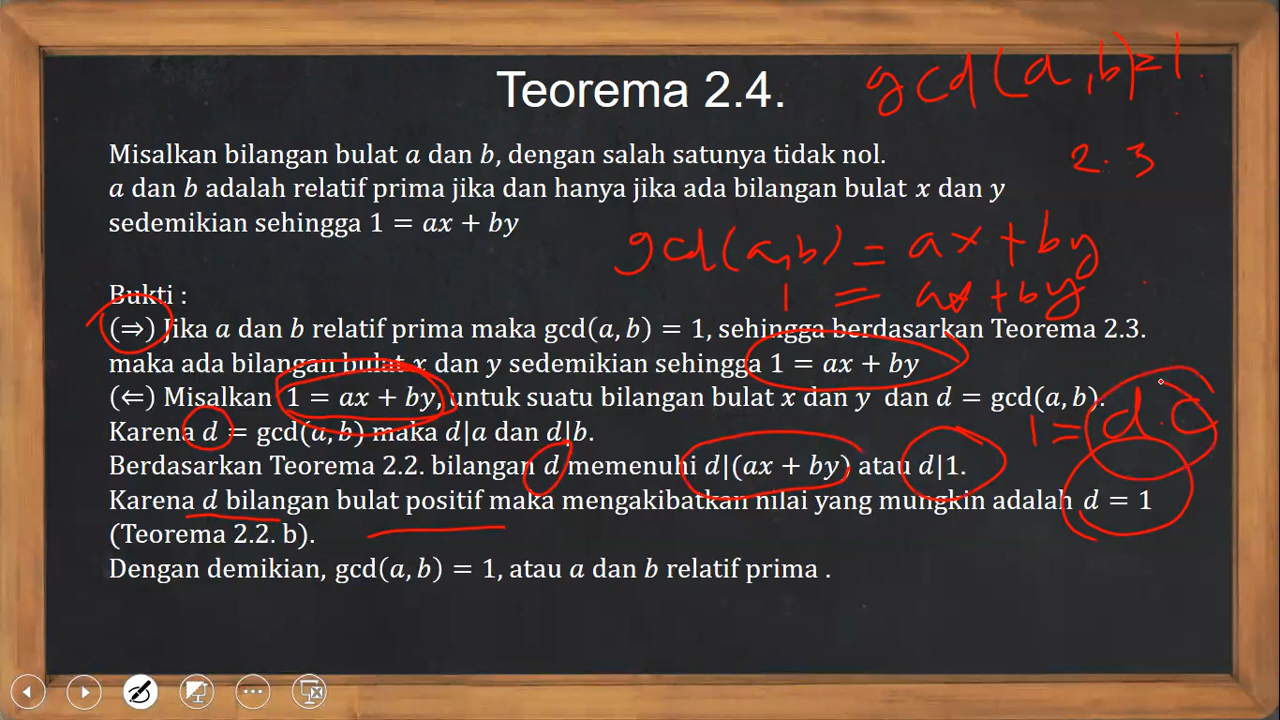 Teorema 2.4.
gcd(a,b)=1
Misalkan bilangan bulat a dan b, dengan salah satunya tidak nol.
2. 3
a dan b adalah relatif prima jika dan hanya jika ada bilangan bulat x dan y
sedemikian sehingga 1 = ax + by
gcd(a,b) = ax + by
Bukti :
1 = ax + by
(⇒) Jika a dan b relatif prima maka gcd(a, b) = 1, sehingga berdasarkan Teorema 2.3.
maka ada bilangan bulat x dan y sedemikian sehingga 1 = ax + by
(⇐) Misalkan 1 = ax + by, untuk suatu bilangan bulat x dan y dan d = gcd(a, b).
1 = d.c
Karena d = gcd(a, b) maka d|a dan d|b.
Berdasarkan Teorema 2.2. bilangan d memenuhi d|(ax + by) atau d|1.
Karena d bilangan bulat positif maka mengakibatkan nilai yang mungkin adalah d = 1
(Teorema 2.2. b).
Dengan demikian, gcd(a, b) = 1, atau a dan b relatif prima .